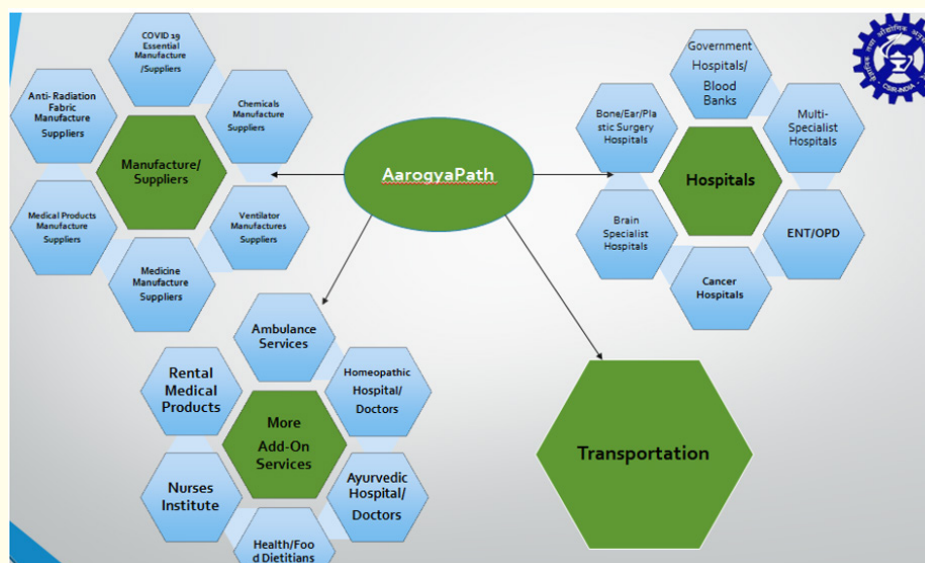 COVID 19
Essential
Manufacture
/Suppliers
Anti- Radiation
Fabric
Manufacture
Suppliers
Chemicals
Manufacture
Suppliers
Manufacture/
Suppliers
Medical Products
Manufacture
Suppliers
Ventilator
Manufactures
Suppliers
Medicine
Manufacture
Suppliers
AarogyaPath
Government
Hospitals/
Blood
Banks
Bone/Ear/Pla
stic Surgery
Hospitals
Multi-
Specialist
Hospitals
Hospitals
Brain
Specialist
Hospitals
ENT/OPD
Cancer
Hospitals
CSIR-INDIA
Ambulance
Services
Rental
Medical
Products
Homeopathic
Hospital/
Doctors
More
Add-On
Services
Nurses
Institute
Ayurvedic
Hospital/
Doctors
Health/Foo
d Dietitians
Transportation